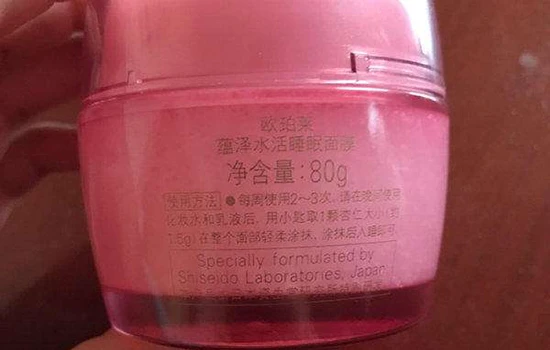 欧珀莱
蕴泽水活睡眠面膜
净含量:80g
使用方法 ●每周使用2~3次,请在晚间使用
化妆水和乳液后,用小匙取1颗杏仁大小(约
1.6g)在整个面部轻柔涂抹,涂抹后入睡即可
Specially formulated by
Shiseido Laboratories, Japan